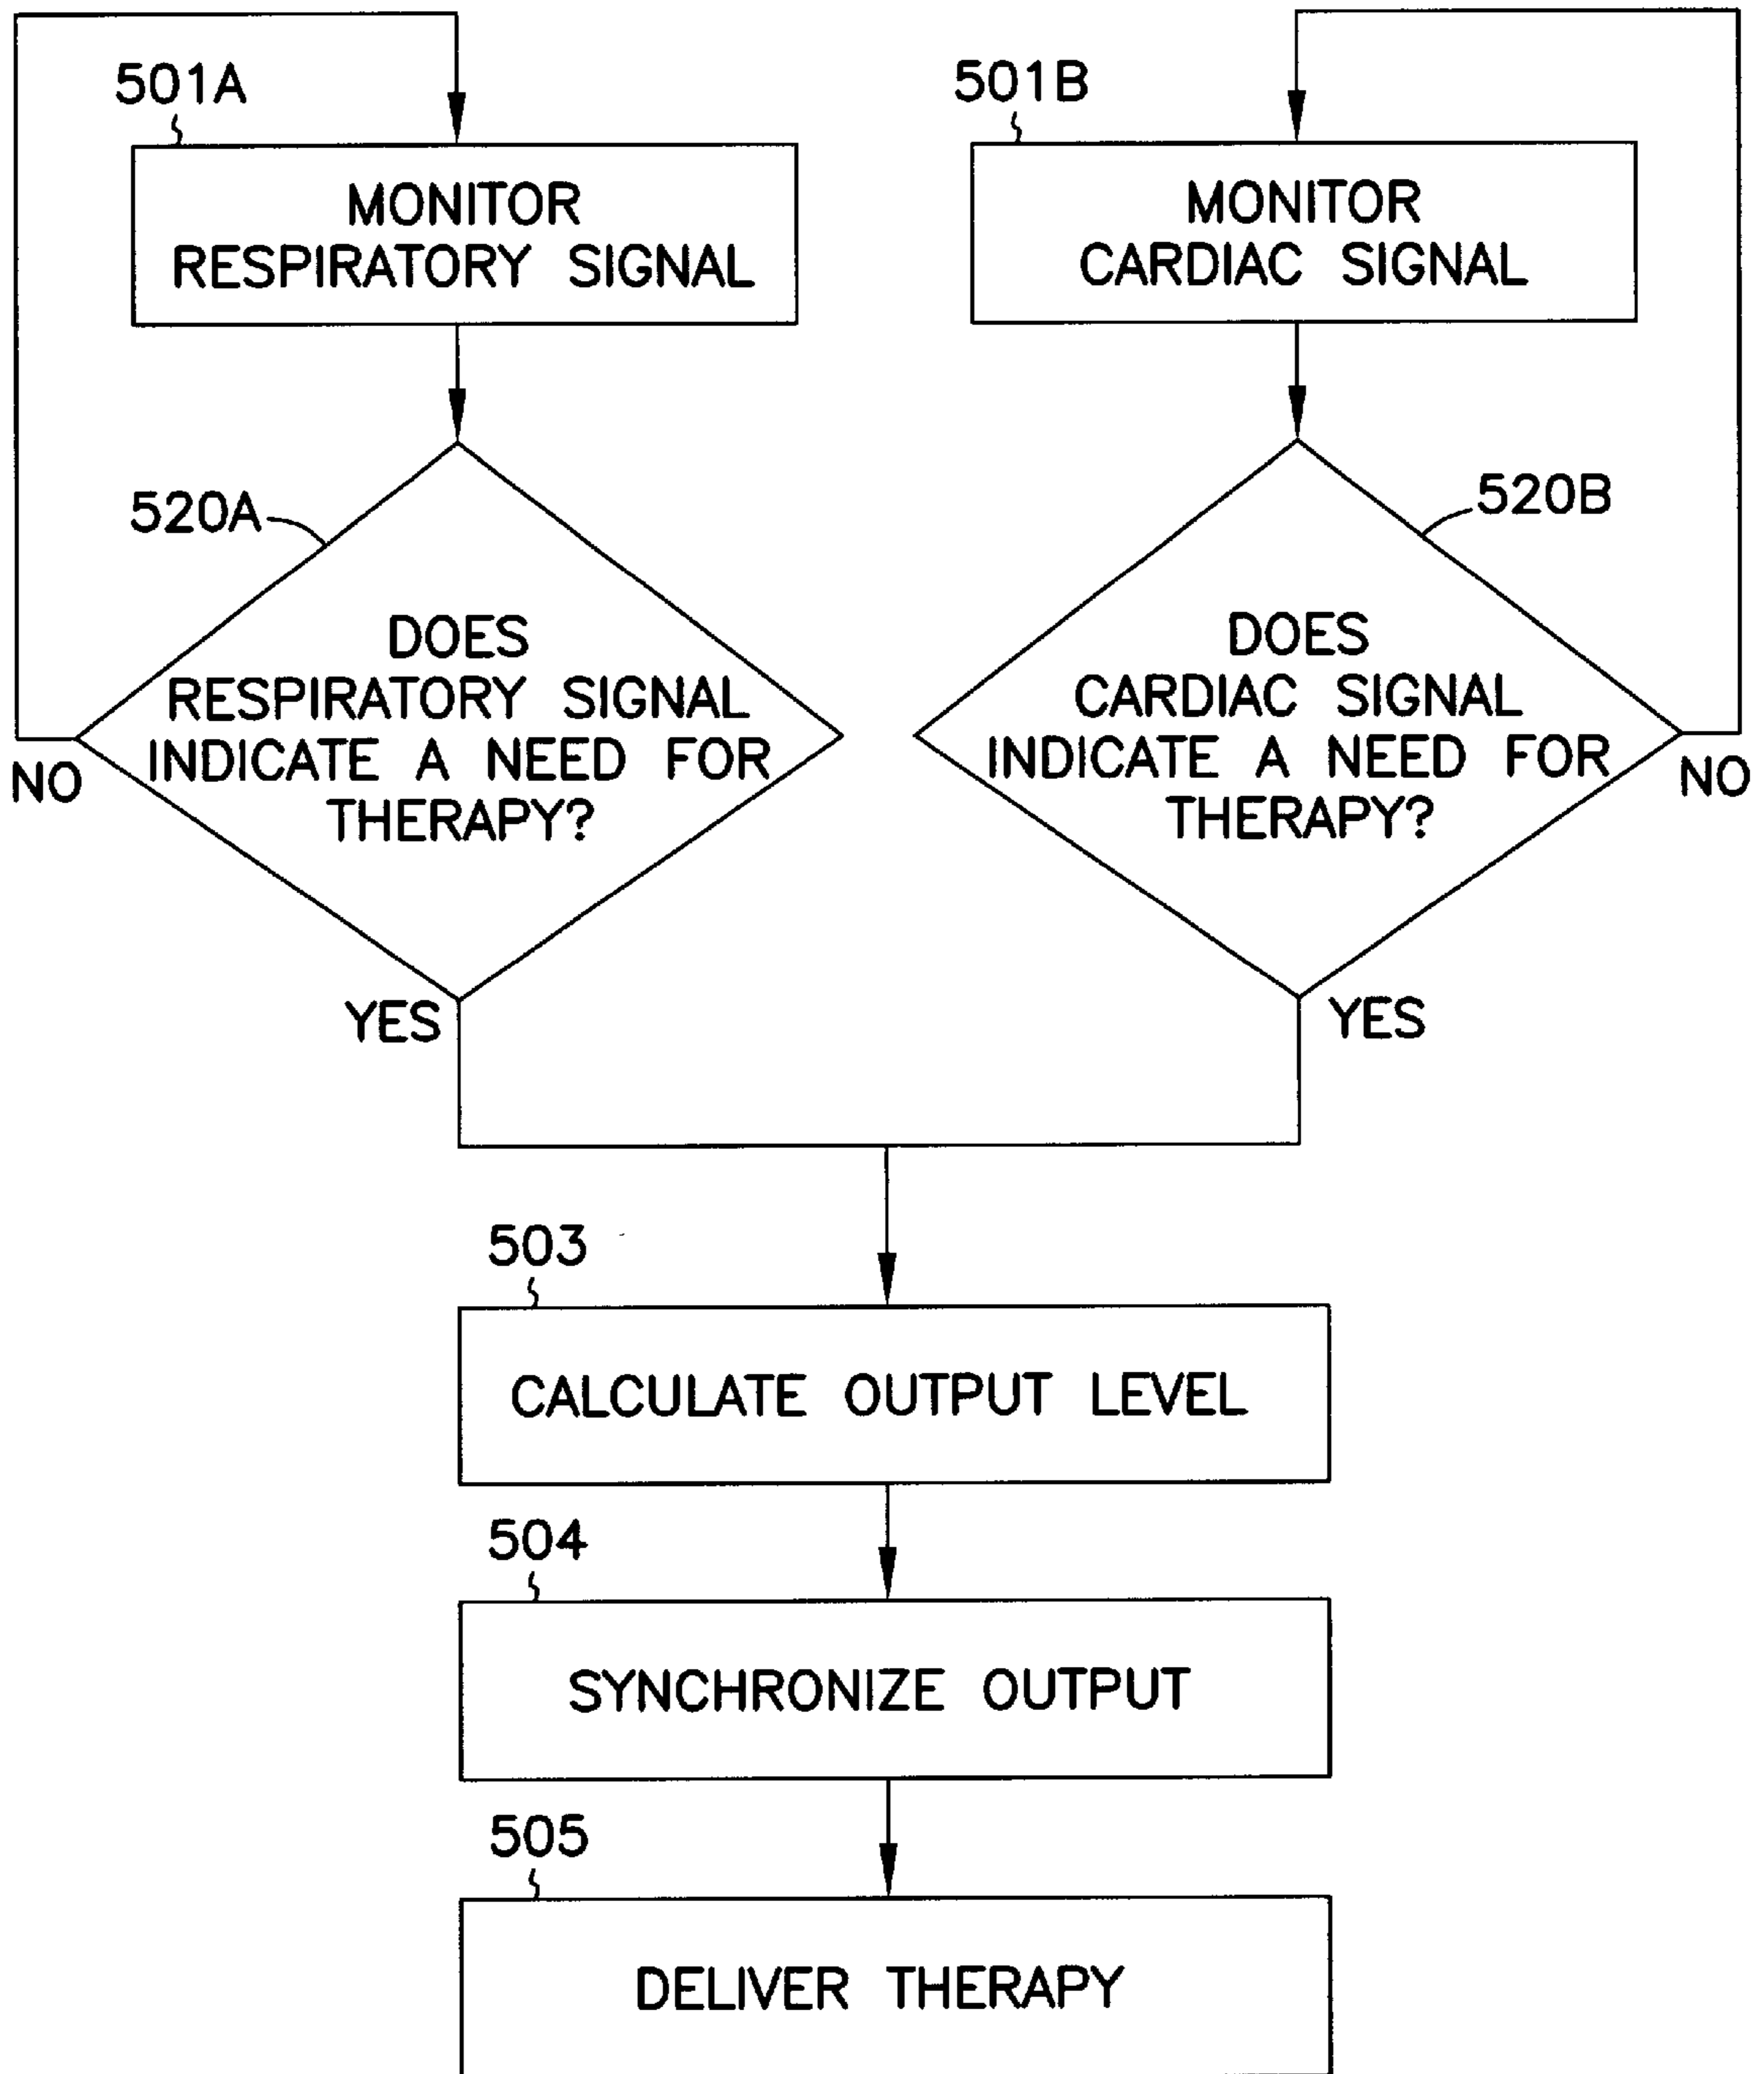 501A
MONITOR
RESPIRATORY SIGNAL
501B
MONITOR
CARDIAC SIGNAL
520A
DOES
RESPIRATORY SIGNAL
INDICATE A NEED FOR
THERAPY?
NO
YES
520B
DOES
CARDIAC SIGNAL
INDICATE A NEED FOR
THERAPY?
NO
YES
503
CALCULATE OUTPUT LEVEL
504
SYNCHRONIZE OUTPUT
505
DELIVER THERAPY